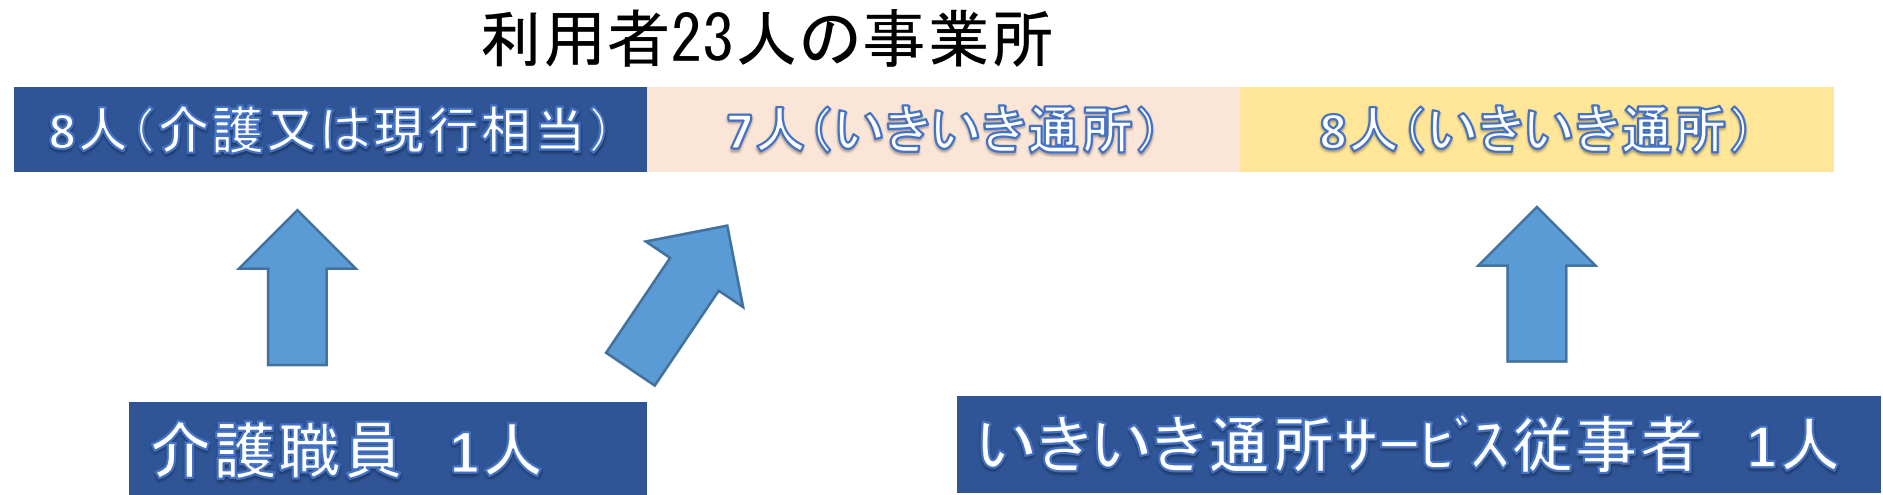 利用者23人の事業所
8人（介護又は現行相当）
7人（いきいき通所）
8人（いきいき通所）
介護職員　1人
いきいき通所ｻｰﾋﾞｽ従事者　1人